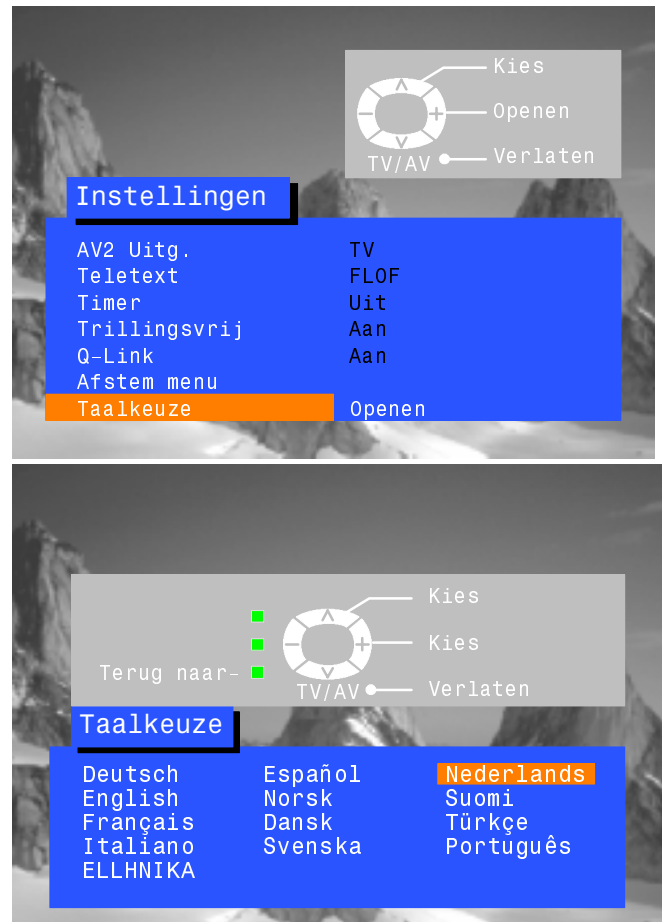 Kies
Openen
TV/AV Verlaten
Instellingen
AV2 Uitg. TV
Teletext FLOF
Timer Uit
Trillingsvrij Aan
Q-Link Aan
Afstem menu
Taalkeuze Openen
Kies
Kies
Terug naar-
TV/AV Verlaten
Taalkeuze
Deutsch Español Nederlands
English Norsk Suomi
Français Dansk Türkçe
Italiano Svenska Português
ELLHNIKA